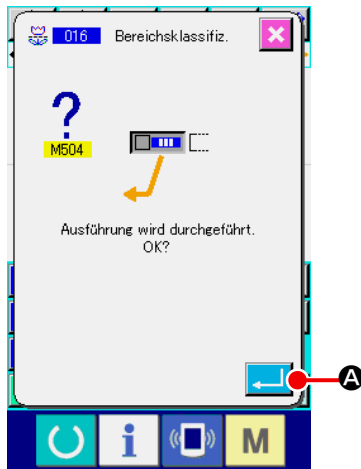 016 Bereichsklassifiz.
?
M504
Ausführung wird durchgeführt.
OK?
A
i
M